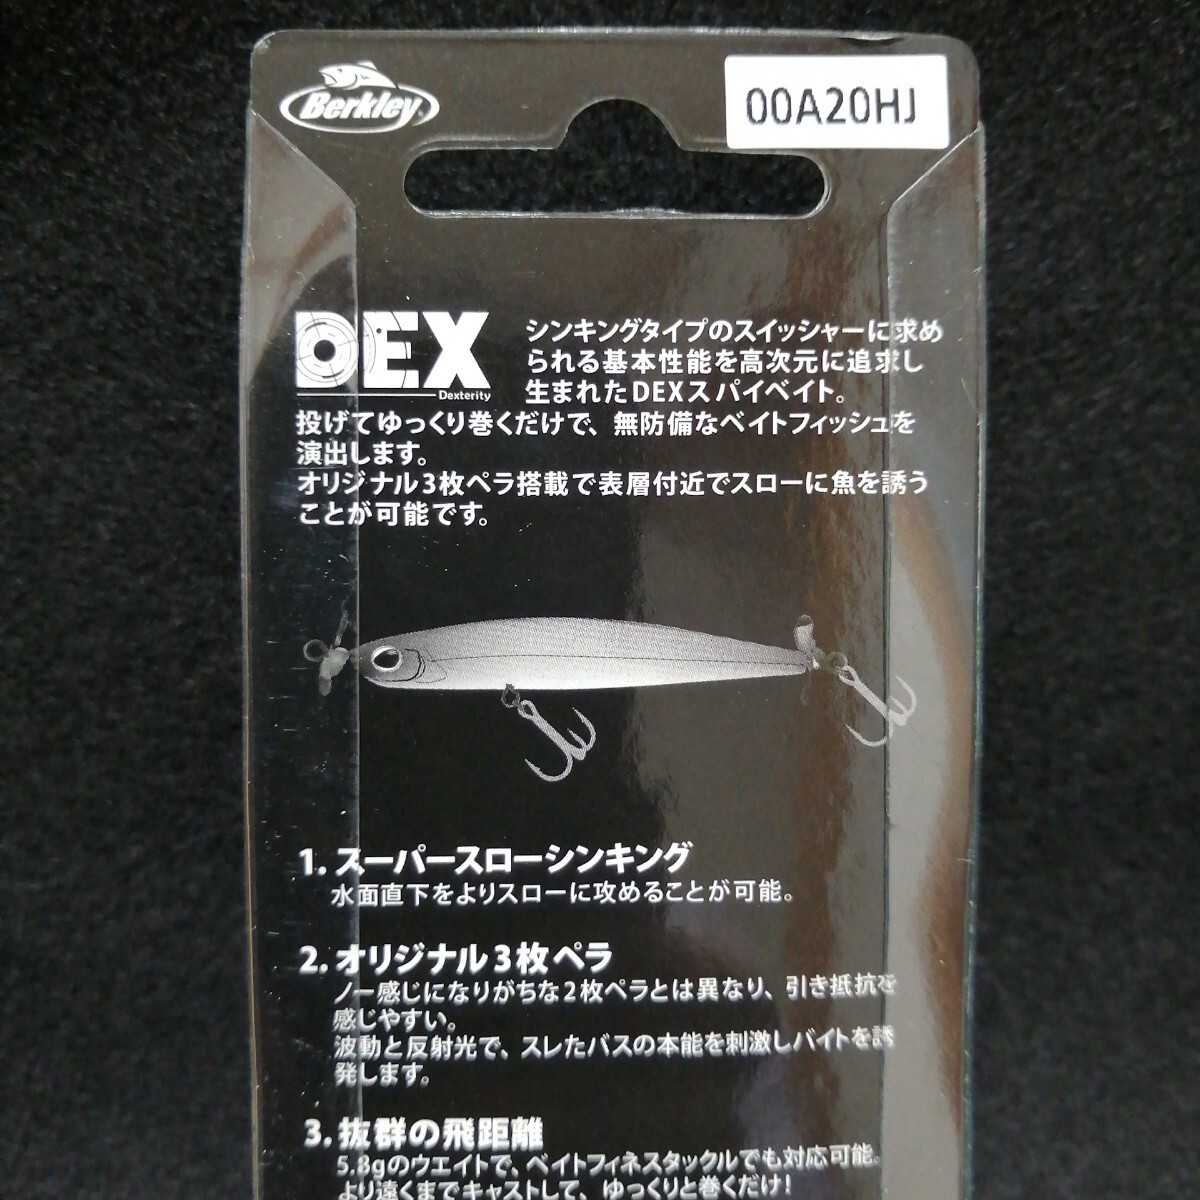 Berkley
00A20HJ
DEX
Dexterity
シンキングタイプのスイッシャーに求め
られる基本性能を高次元に追求し
生まれたDEXスパイベイト。
投げてゆっくり巻くだけで、無防備なベイトフィッシュを
演出します。
オリジナル3枚ペラ搭載で表層付近でスローに魚を誘う
ことが可能です。
1. スーパースローシンキング
水面直下をよりスローに攻めることが可能。
2. オリジナル3枚ペラ
ノー感じになりがちな2枚ペラとは異なり、引き抵抗を
感じやすい。
波動と反射光で、スレたバスの本能を刺激しバイトを誘
発します。
3. 抜群の飛距離
5.8gのウエイトで、ベイトフィネスタックルでも対応可能。
より遠くまでキャストして、ゆっくりと巻くだけ!